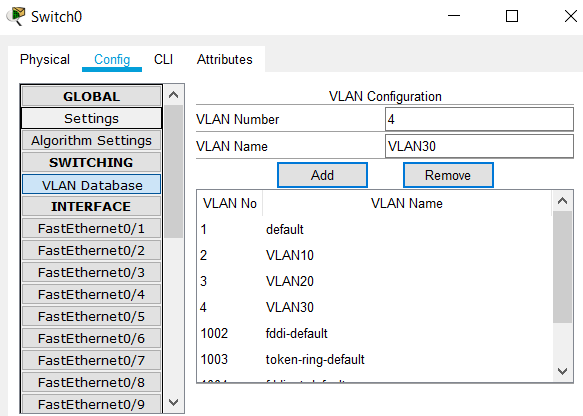 Switch0
Physical Config CLI Attributes
GLOBAL
Settings
Algorithm Settings
SWITCHING
VLAN Database
INTERFACE
FastEthernet0/1
FastEthernet0/2
FastEthernet0/3
FastEthernet0/4
FastEthernet0/5
FastEthernet0/6
FastEthernet0/7
FastEthernet0/8
FastEthernet0/9
VLAN Configuration
VLAN Number 4
VLAN Name VLAN30
Add Remove
VLAN No VLAN Name
1 default
2 VLAN10
3 VLAN20
4 VLAN30
1002 fddi-default
1003 token-ring-default